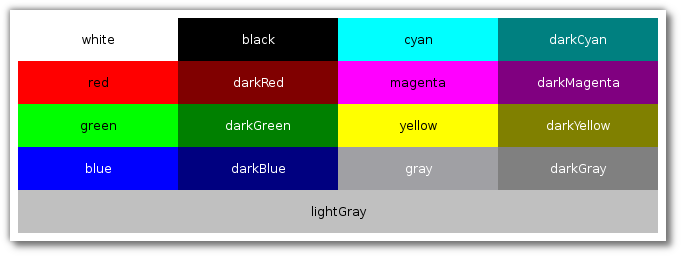 white black cyan darkCyan
red darkRed magenta darkMagenta
green darkGreen yellow darkYellow
blue darkBlue gray darkGray
lightGray